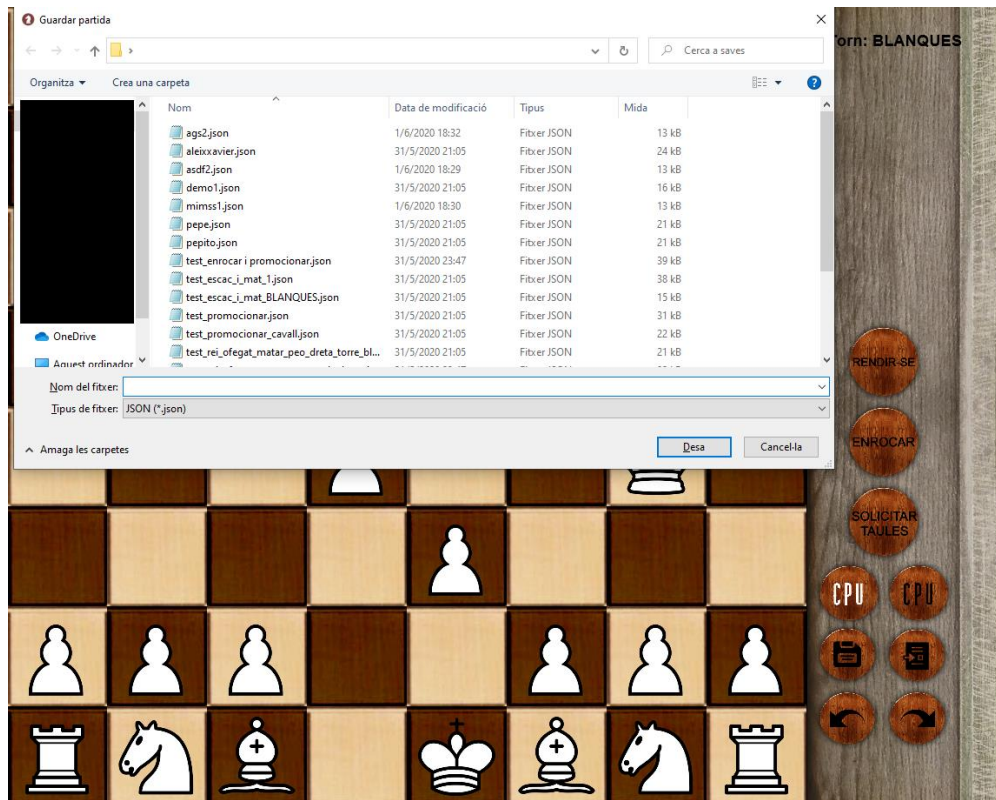 Guardar partida
Cerca a saves
Organitza
Crea una carpeta
Nom Data de modificació Tipus Mida
ags2.json 1/6/2020 18:32 Fitxer JSON 13 kB
aleixxavier.json 31/5/2020 21:05 Fitxer JSON 24 kB
asdf2.json 1/6/2020 18:29 Fitxer JSON 13 kB
demo1.json 31/5/2020 21:05 Fitxer JSON 16 kB
mimss1.json 1/6/2020 18:30 Fitxer JSON 13 kB
pepe.json 31/5/2020 21:05 Fitxer JSON 21 kB
pepito.json 31/5/2020 21:05 Fitxer JSON 21 kB
test_enrocar i promocionar.json 31/5/2020 23:47 Fitxer JSON 39 kB
test_escac_i_mat_1.json 31/5/2020 21:05 Fitxer JSON 38 kB
test_escac_i_mat_BLANQUES.json 31/5/2020 21:05 Fitxer JSON 15 kB
test_promocionar.json 31/5/2020 21:05 Fitxer JSON 31 kB
test_promocionar_cavall.json 31/5/2020 21:05 Fitxer JSON 22 kB
test_rei_ofegat_matar_peo_dreta_torre_bl... 31/5/2020 21:05 Fitxer JSON 21 kB
OneDrive
Aquest ordinador
Nom del fitxer:
Tipus de fitxer: JSON (*.json)
Amaga les carpetes
Desa
Cancel·la
orn: BLANQUES
RENDIR-SE
ENROCAR
SOLICITAR
TAULES
CPU CPU